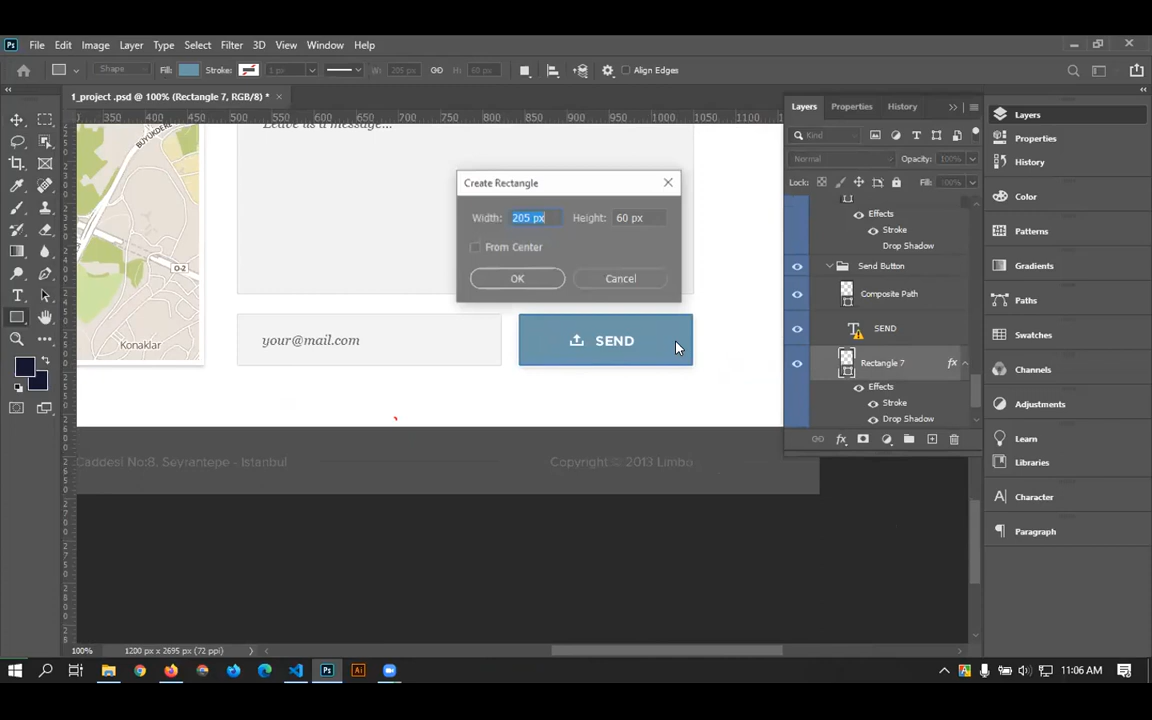 Ps File Edit Image Layer Type Select Filter 3D View Window Help
Shape Fill: Stroke: 1 px W: 205 px H: 60 px Align Edges
1_project .psd @ 100% (Rectangle 7, RGB/8) * ×
350 400 450 500 550 600 650 700 750 800 850 900 950 1000 1050 1100
Leave us a message...
BÜYÜKDERE
O-2
Konaklar
Create Rectangle
Width: 205 px Height: 60 px
From Center
OK Cancel
your@mail.com
SEND
Caddesi No:8, Seyrantepe - Istanbul
Copyright © 2013 Limbo
Layers Properties History
Kind
Normal Opacity: 100%
Lock: Fill: 100%
Effects
Stroke
Drop Shadow
Send Button
Composite Path
SEND
Rectangle 7 fx
Effects
Stroke
Drop Shadow
Layers
Properties
History
Color
Patterns
Gradients
Paths
Swatches
Channels
Adjustments
Learn
Libraries
Character
Paragraph
100% 1200 px x 2695 px (72 ppi)
Ps Ai 11:06 AM